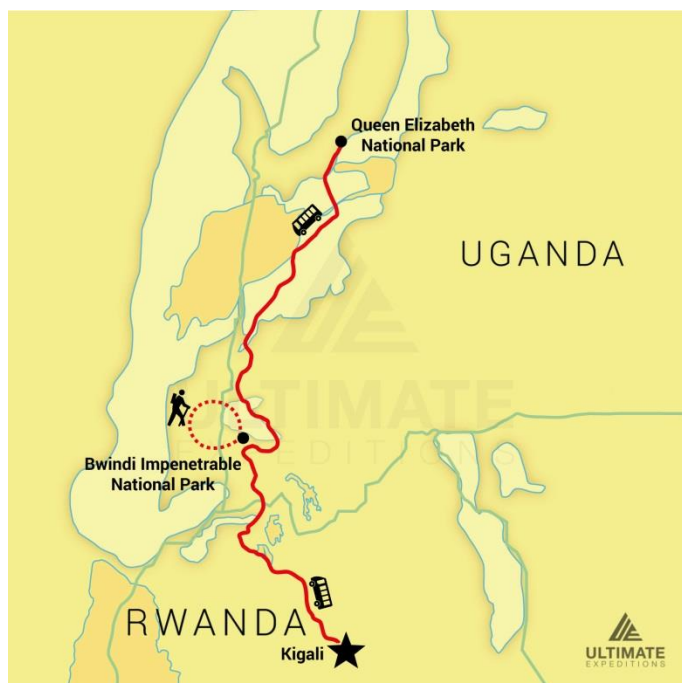 Queen Elizabeth
National Park
UGANDA
ULTIMATE
EXPEDITIONS
Bwindi Impenetrable
National Park
RWANDA
Kigali
ULTIMATE
EXPEDITIONS